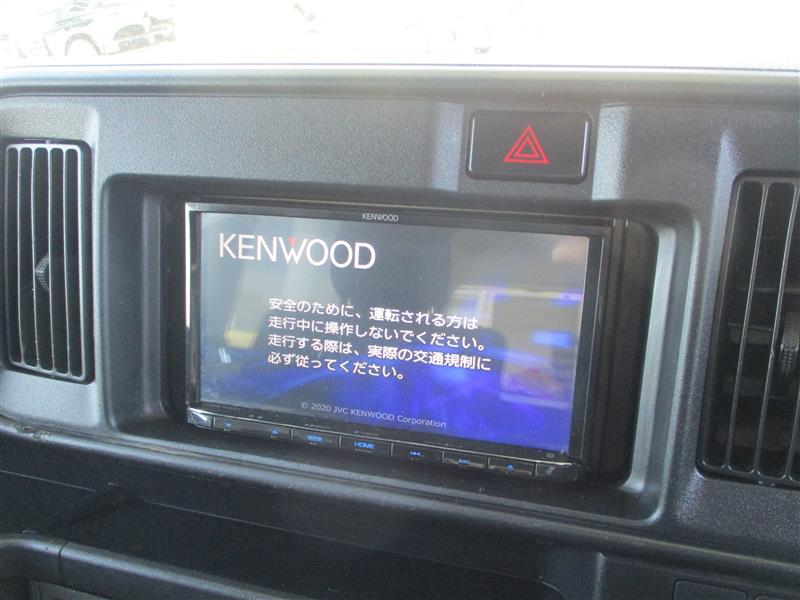 KENWOOD
KENWOOD
安全のために、運転される方は
走行中に操作しないでください。
走行する際は、実際の交通規制に
必ず従ってください。
© 2020 JVC KENWOOD Corporation
HOME